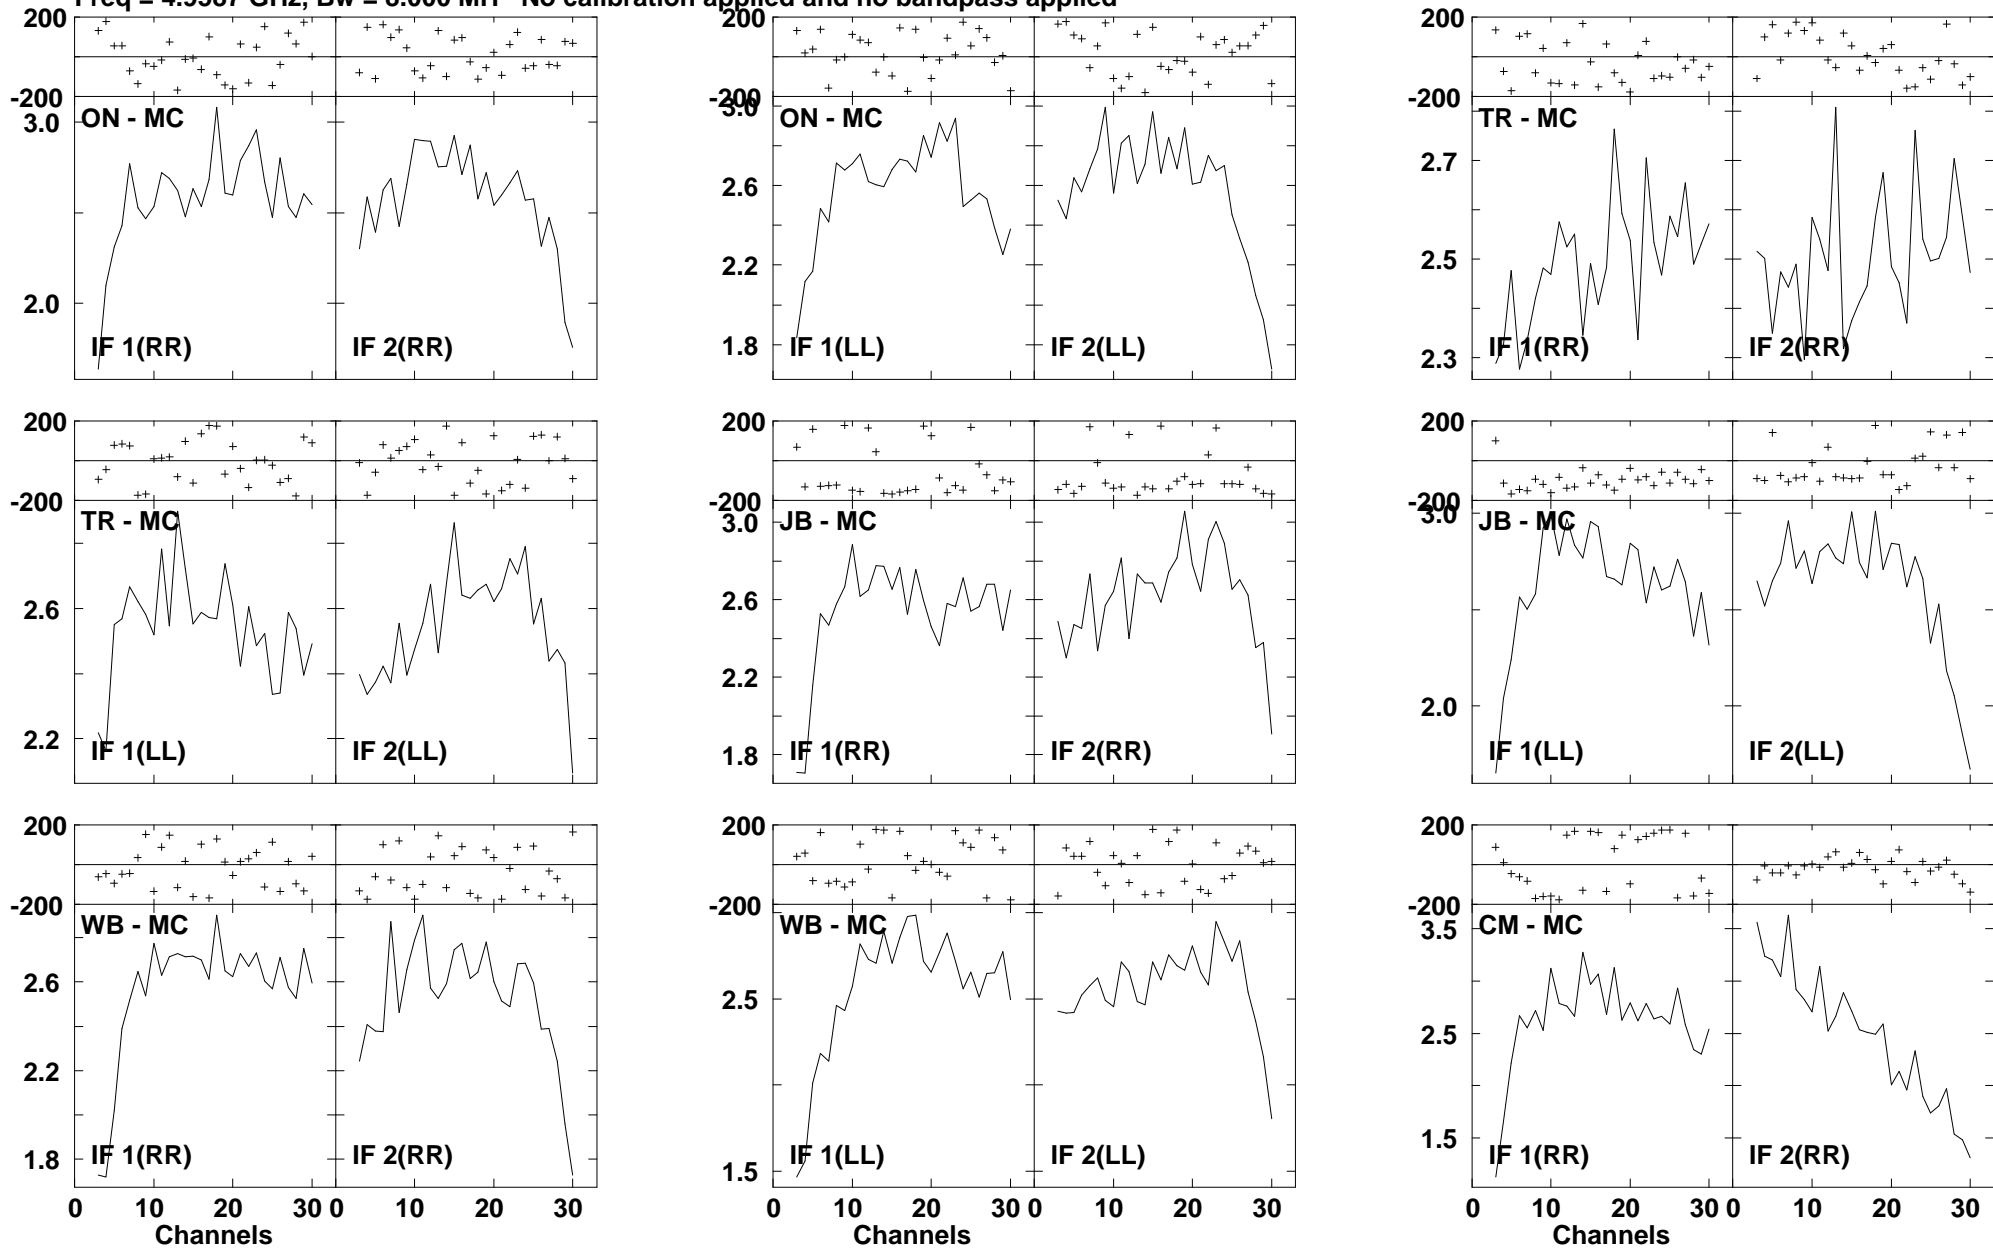 No calibration applied and no bandpass applied
200
-200
3.0
2.0
ON - MC
IF 1(RR)
IF 2(RR)
200
-200
3.0
2.6
2.2
1.8
ON - MC
IF 1(LL)
IF 2(LL)
200
-200
2.7
2.5
2.3
TR - MC
IF 1(RR)
IF 2(RR)
200
-200
2.6
2.2
TR - MC
IF 1(LL)
IF 2(LL)
200
-200
3.0
2.6
2.2
1.8
JB - MC
IF 1(RR)
IF 2(RR)
200
-200
3.0
2.0
JB - MC
IF 1(LL)
IF 2(LL)
200
-200
2.6
2.2
1.8
WB - MC
IF 1(RR)
IF 2(RR)
0 10 20 30 0 10 20 30
Channels
200
-200
2.5
1.5
WB - MC
IF 1(LL)
IF 2(LL)
0 10 20 30 0 10 20 30
Channels
200
-200
3.5
2.5
1.5
CM - MC
IF 1(RR)
IF 2(RR)
0 10 20 30 0 10 20 30
Channels